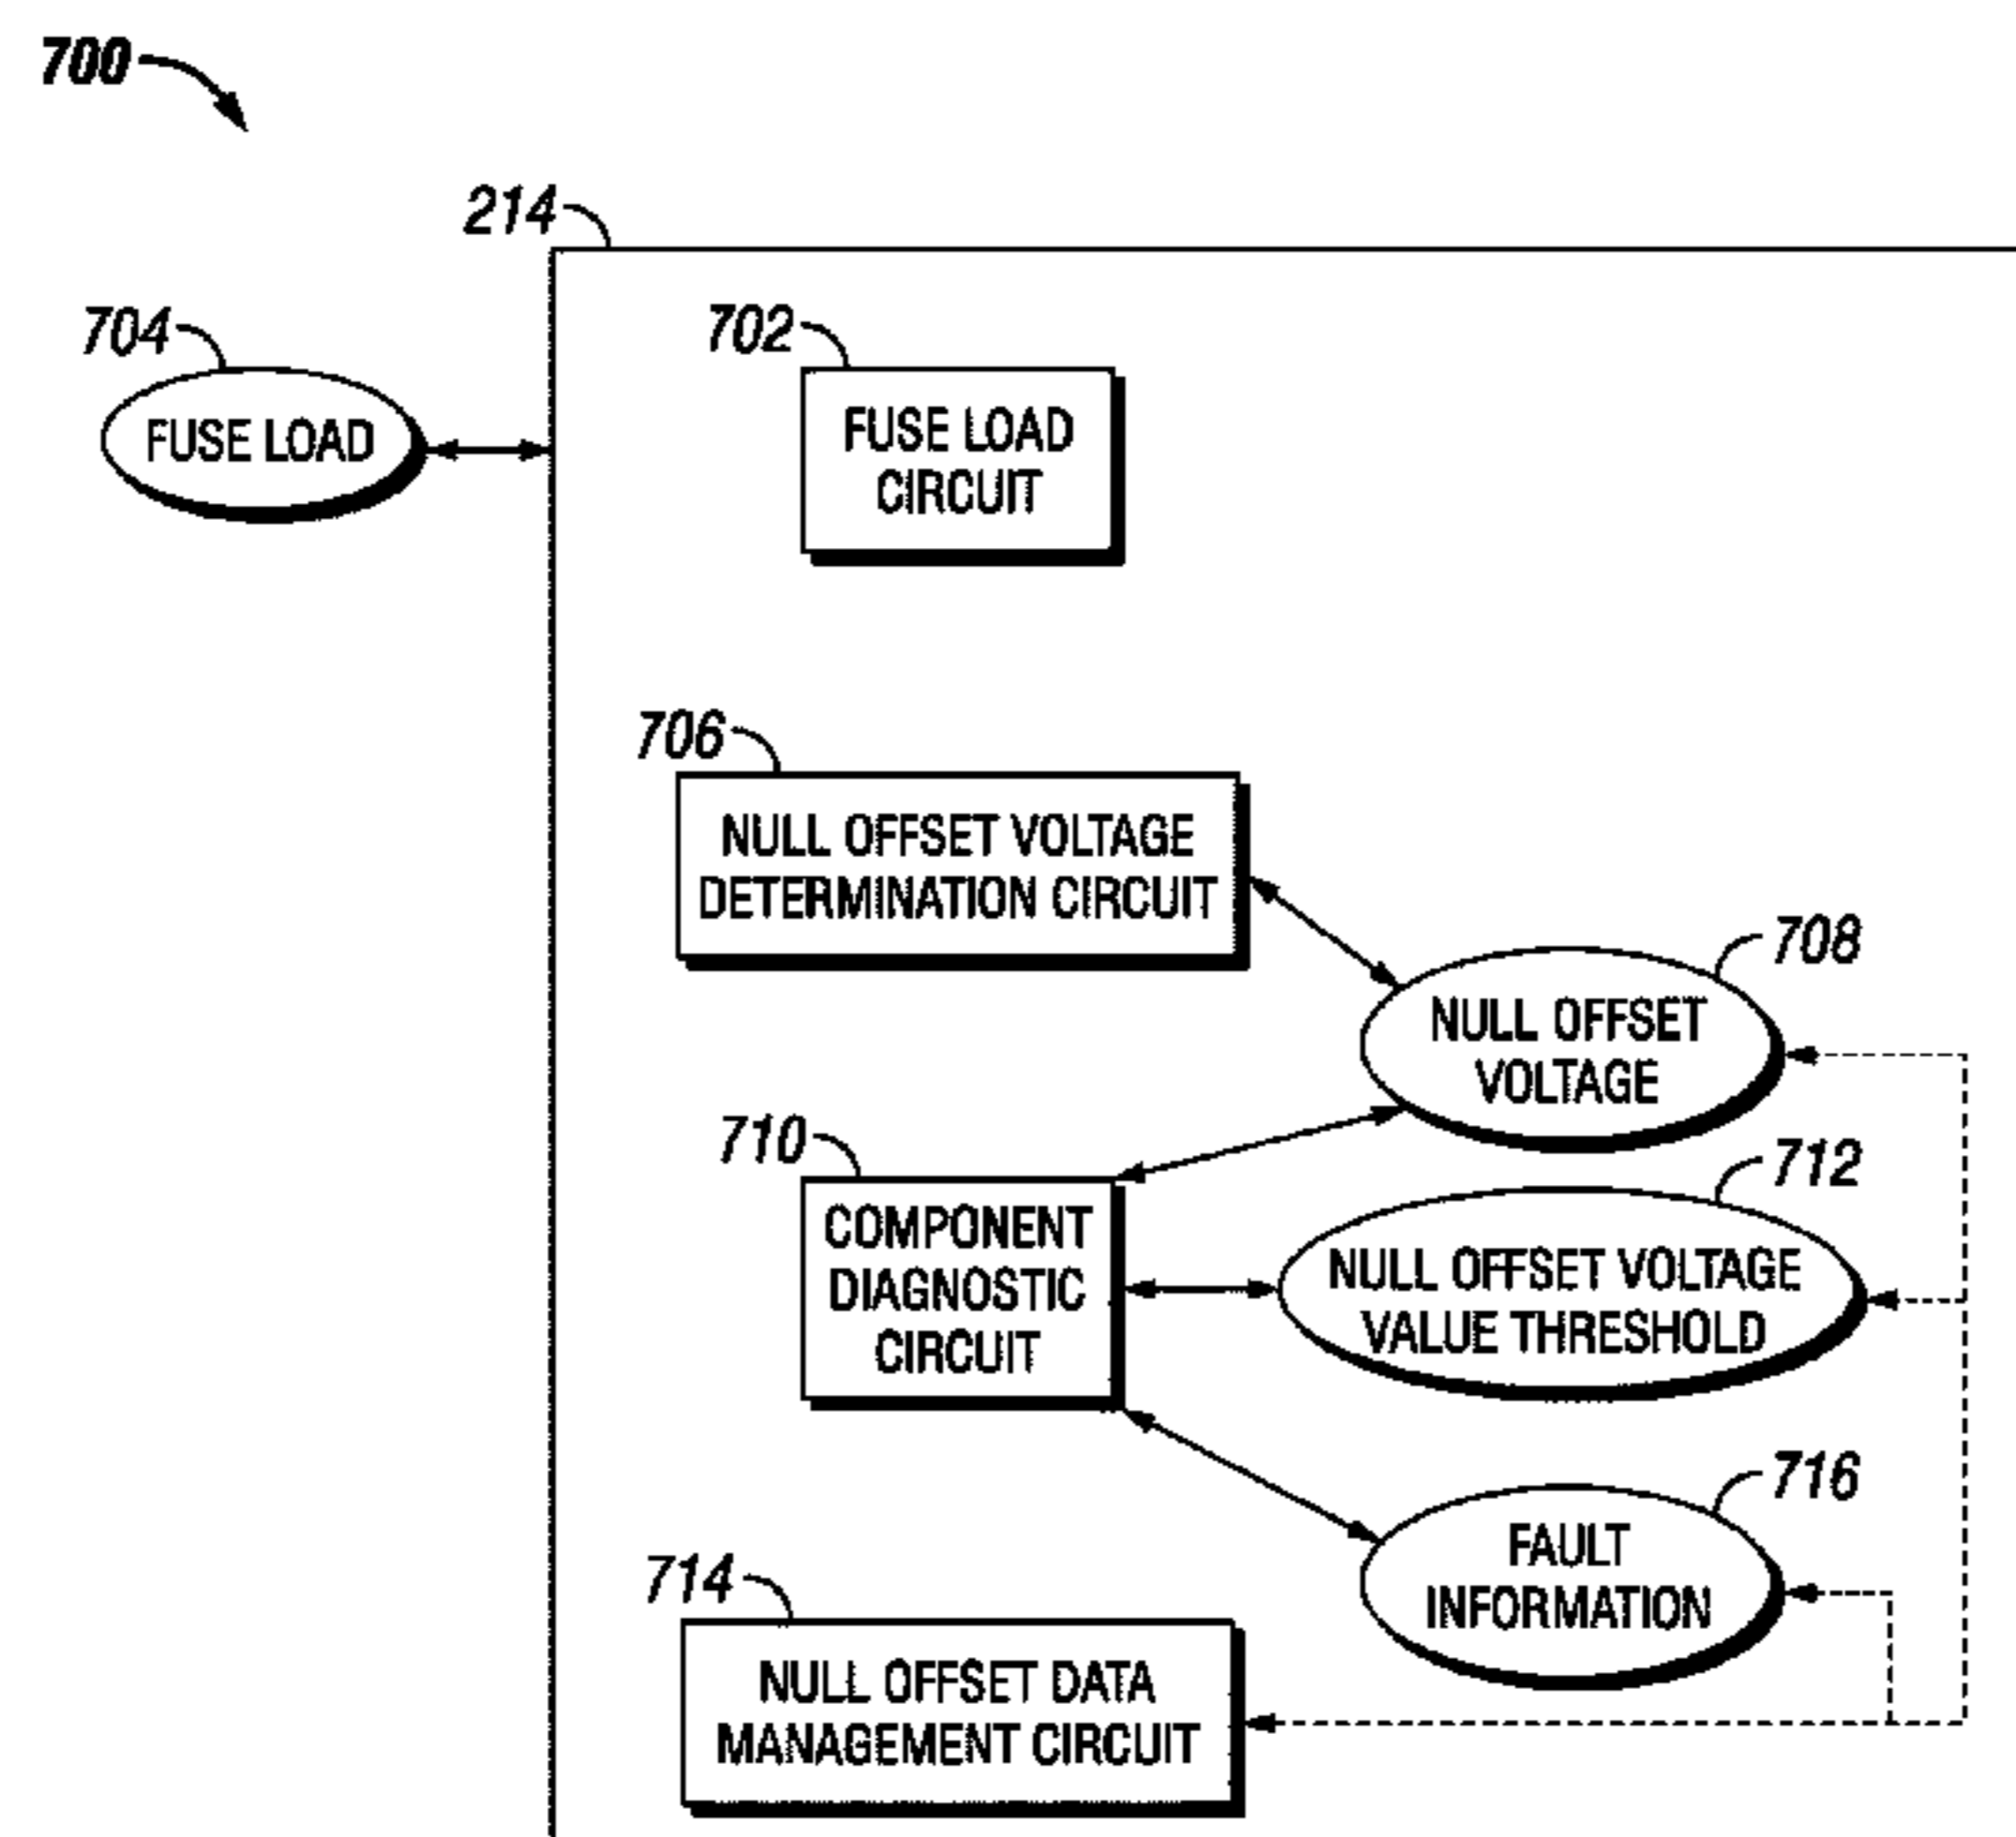 700
214
704
FUSE LOAD
702
FUSE LOAD
CIRCUIT
706
NULL OFFSET VOLTAGE
DETERMINATION CIRCUIT
708
NULL OFFSET
VOLTAGE
710
COMPONENT
DIAGNOSTIC
CIRCUIT
712
NULL OFFSET VOLTAGE
VALUE THRESHOLD
716
FAULT
INFORMATION
714
NULL OFFSET DATA
MANAGEMENT CIRCUIT